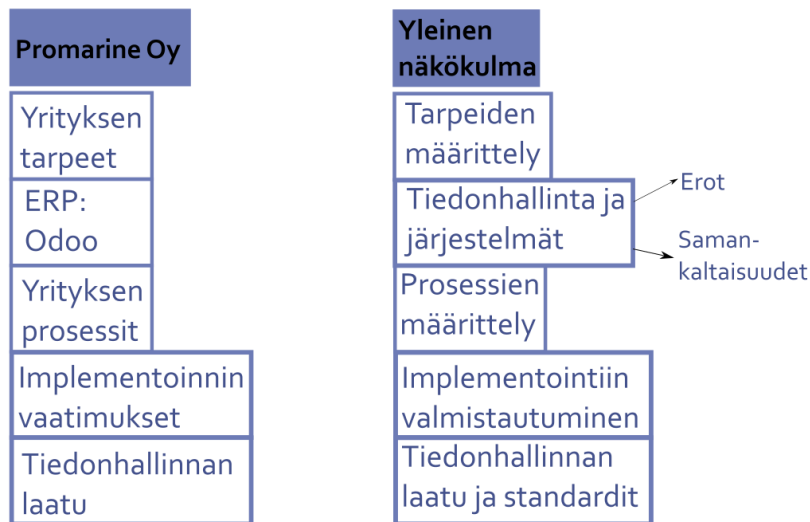 Promarine Oy
Yrityksen
tarpeet
ERP:
Odoo
Yrityksen
prosessit
Implementoinnin
vaatimukset
Tiedonhallinnan
laatu
Yleinen
näkökulma
Tarpeiden
määrittely
Tiedonhallinta ja
järjestelmät
Erot
Saman-
kaltaisuudet
Prosessien
määrittely
Implementointiin
valmistautuminen
Tiedonhallinnan
laatu ja standardit